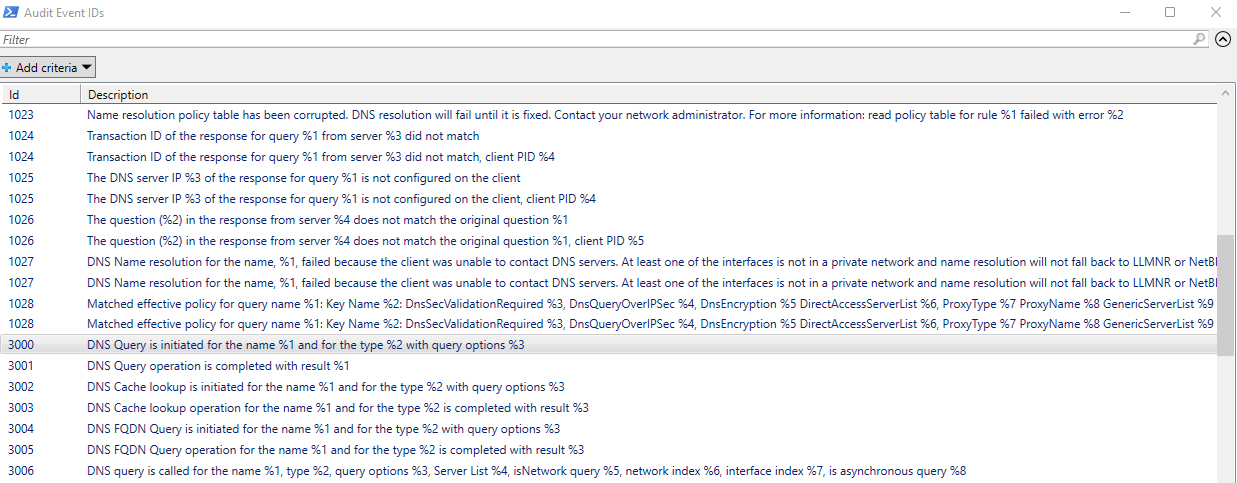 Audit Event IDs
Filter
Add criteria
Id Description
1023 Name resolution policy table has been corrupted. DNS resolution will fail until it is fixed. Contact your network administrator. For more information: read policy table for rule %1 failed with error %2
1024 Transaction ID of the response for query %1 from server %3 did not match
1024 Transaction ID of the response for query %1 from server %3 did not match, client PID %4
1025 The DNS server IP %3 of the response for query %1 is not configured on the client
1025 The DNS server IP %3 of the response for query %1 is not configured on the client, client PID %4
1026 The question (%2) in the response from server %4 does not match the original question %1
1026 The question (%2) in the response from server %4 does not match the original question %1, client PID %5
1027 DNS Name resolution for the name, %1, failed because the client was unable to contact DNS servers. At least one of the interfaces is not in a private network and name resolution will not fall back to LLMNR or
1027 DNS Name resolution for the name, %1, failed because the client was unable to contact DNS servers. At least one of the interfaces is not in a private network and name resolution will not fall back to LLMNR or
1028 Matched effective policy for query name %1: Key Name %2: DnsSecValidationRequired %3, DnsQueryOverIPSec %4, DnsEncryption %5 DirectAccessServerList %6, ProxyType %7 ProxyName %8 GenericServerList %9
1028 Matched effective policy for query name %1: Key Name %2: DnsSecValidationRequired %3, DnsQueryOverIPSec %4, DnsEncryption %5 DirectAccessServerList %6, ProxyType %7 ProxyName %8 GenericServerList %9
3000 DNS Query is initiated for the name %1 and for the type %2 with query options %3
3001 DNS Query operation is completed with result %1
3002 DNS Cache lookup is initiated for the name %1 and for the type %2 with query options %3
3003 DNS Cache lookup operation for the name %1 and for the type %2 is completed with result %3
3004 DNS FQDN Query is initiated for the name %1 and for the type %2 with query options %3
3005 DNS FQDN Query operation for the name %1 and for the type %2 is completed with result %3
3006 DNS query is called for the name %1, type %2, query options %3, Server List %4, isNetwork query %5, network index %6, interface index %7, is asynchronous query %8